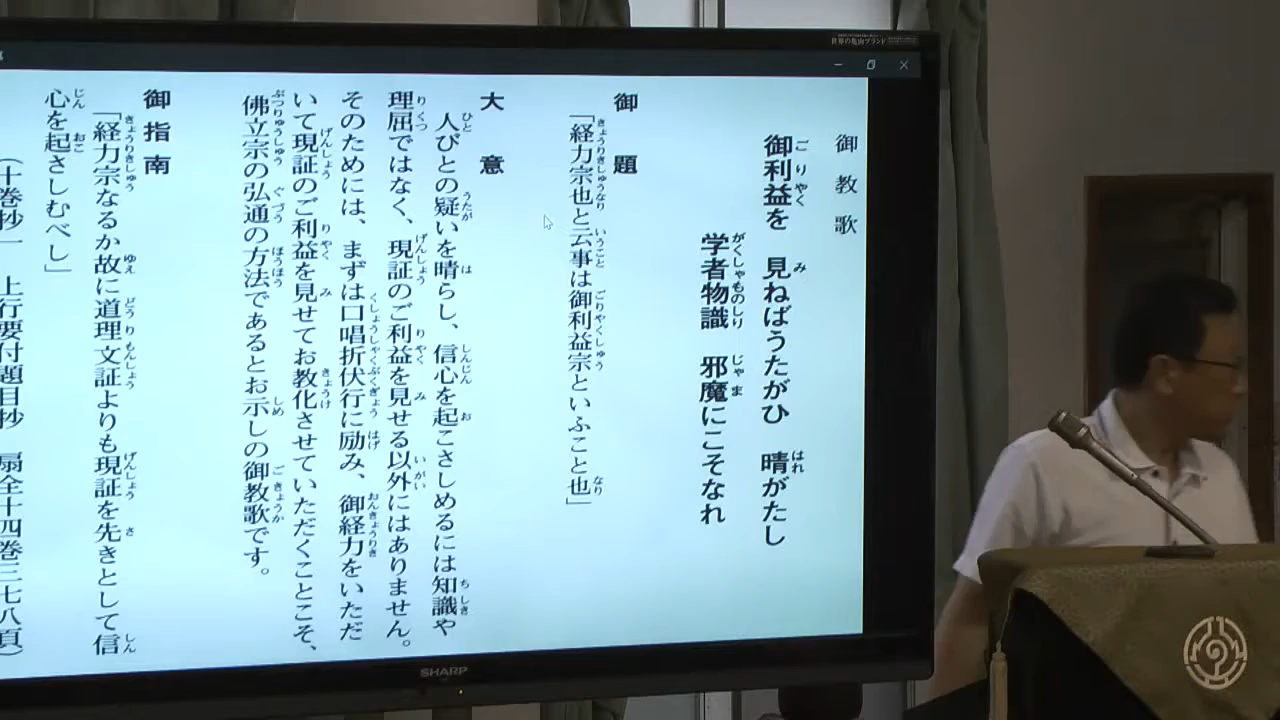 世界の亀山ブランド
御教歌
御利益を 見ねばうたがひ 晴がたし
学者物識 邪魔にこそなれ
御題
「経力宗也と云事は御利益宗といふこと也」
大意
人びとの疑いを晴らし、信心を起こさしめるには知識や
理屈ではなく、現証のご利益を見せる以外にはありません。
そのためには、まずは口唱折伏行に励み、御経力をいただ
いて現証のご利益を見せてお教化させていただくことこそ、
佛立宗の弘通の方法であるとお示しの御教歌です。
御指南
「経力宗なるか故に道理文証よりも現証を先きとして信
心を起さしむべし」
(十巻抄一 上行要付題目抄 扇全十四巻三七八頁)
SHARP